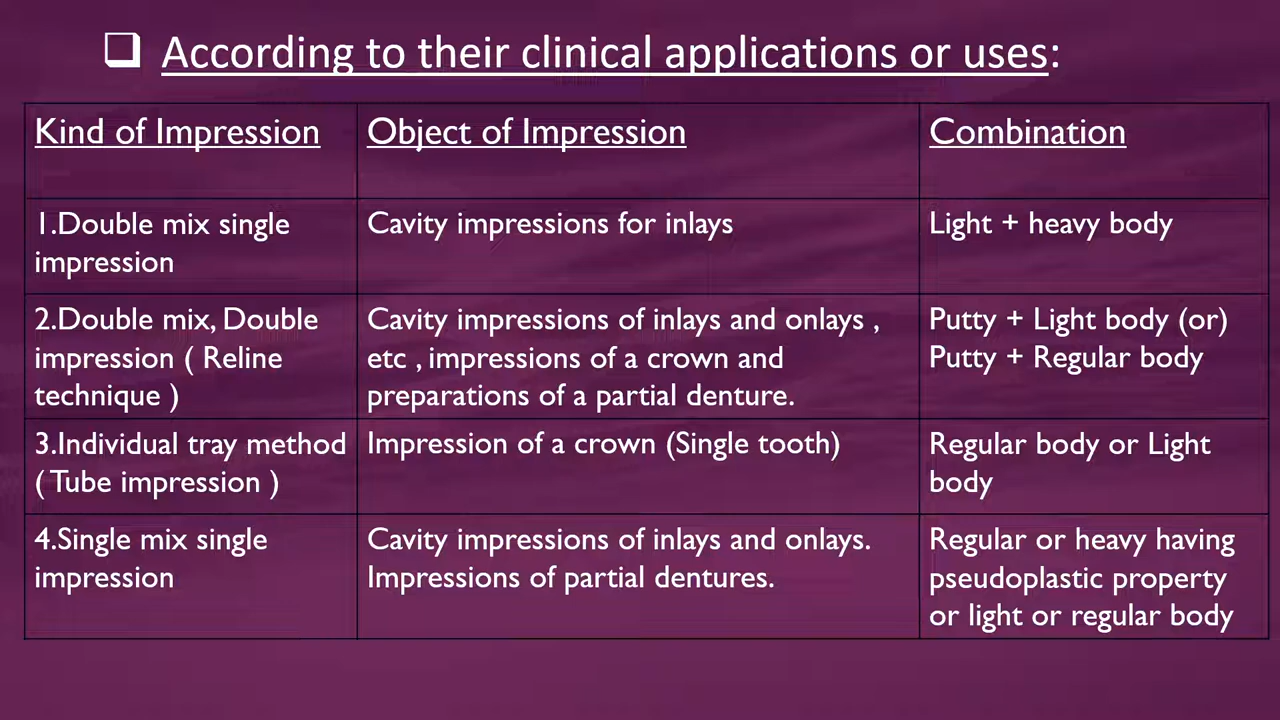 ❑ According to their clinical applications or uses:
Kind of Impression
Object of Impression
Combination
1.Double mix single
impression
Cavity impressions for inlays
Light + heavy body
2.Double mix, Double
impression ( Reline
technique )
Cavity impressions of inlays and onlays ,
etc , impressions of a crown and
preparations of a partial denture.
Putty + Light body (or)
Putty + Regular body
3.Individual tray method
( Tube impression )
Impression of a crown (Single tooth)
Regular body or Light
body
4.Single mix single
impression
Cavity impressions of inlays and onlays.
Impressions of partial dentures.
Regular or heavy having
pseudoplastic property
or light or regular body